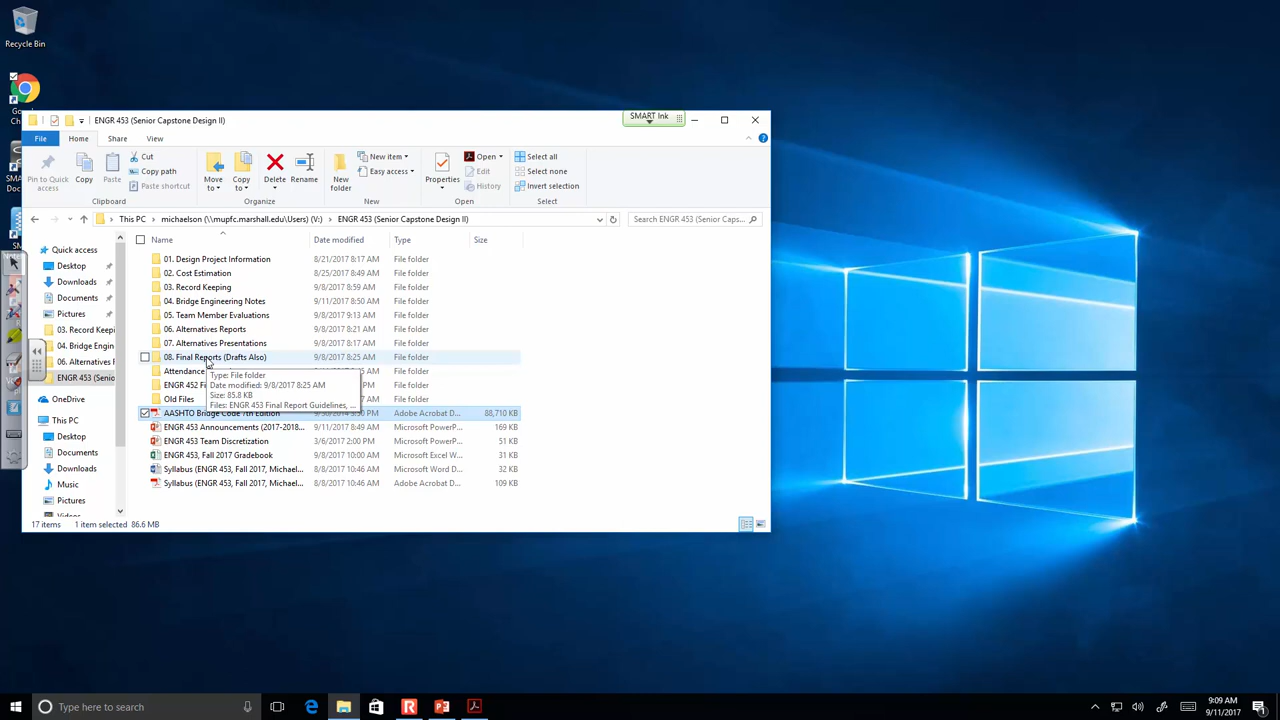 Recycle Bin
ENGR 453 (Senior Capstone Design II)
SMART Ink
File Home Share View
Pin to Quick access
Copy
Paste
Cut
Copy path
Paste shortcut
Move to
Copy to
Delete
Rename
New folder
New item
Easy access
Properties
Open
Edit
History
Select all
Select none
Invert selection
Clipboard Organize New Open Select
This PC michaelson (\\mupfc.marshall.edu\Users) (V:) ENGR 453 (Senior Capstone Design II)
Search ENGR 453 (Senior Caps...
Name Date modified Type Size
Quick access
Desktop
Downloads
Documents
Pictures
03. Record Keepi
04. Bridge Engin
06. Alternatives R
ENGR 453 (Senio
OneDrive
This PC
Desktop
Documents
Downloads
Music
Pictures
01. Design Project Information 8/21/2017 8:17 AM File folder
02. Cost Estimation 8/25/2017 8:49 AM File folder
03. Record Keeping 9/8/2017 8:59 AM File folder
04. Bridge Engineering Notes 9/11/2017 8:50 AM File folder
05. Team Member Evaluations 9/8/2017 9:13 AM File folder
06. Alternatives Reports 9/8/2017 8:21 AM File folder
07. Alternatives Presentations 9/8/2017 8:21 AM File folder
08. Final Reports (Drafts Also) 9/8/2017 8:25 AM File folder
Attendance File folder
ENGR 452 Fi File folder
Old Files File folder
Type: File folder
Date modified: 9/8/2017 8:25 AM
Size: 85.8 KB
Files: ENGR 453 Final Report Guidelines, ...
AASHTO Bridge Code 7th Edition Adobe Acrobat D... 88,710 KB
ENGR 453 Announcements (2017-2018... 9/11/2017 8:49 AM Microsoft PowerP... 169 KB
ENGR 453 Team Discretization 3/6/2017 2:00 PM Microsoft PowerP... 51 KB
ENGR 453, Fall 2017 Gradebook 9/8/2017 10:00 AM Microsoft Excel W... 31 KB
Syllabus (ENGR 453, Fall 2017, Michael... 8/8/2017 10:46 AM Microsoft Word D... 32 KB
Syllabus (ENGR 453, Fall 2017, Michael... 8/8/2017 10:46 AM Adobe Acrobat D... 109 KB
17 items 1 item selected 86.6 MB
Type here to search
9:09 AM
9/11/2017